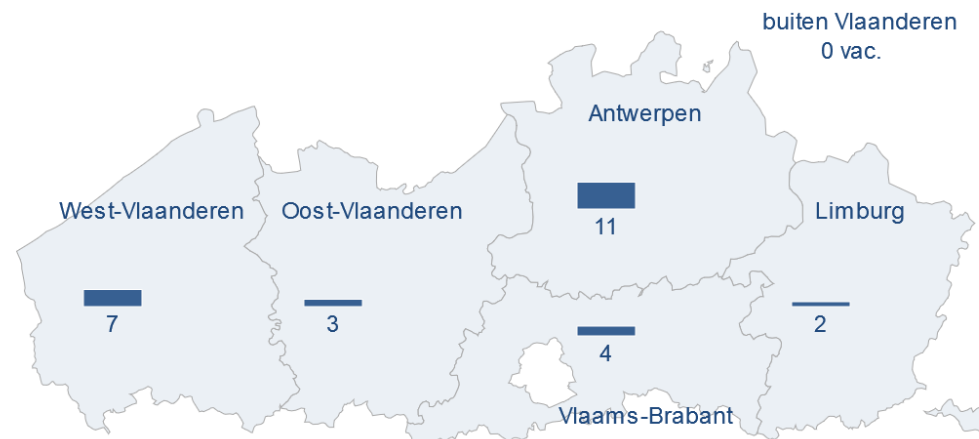 buiten Vlaanderen
0 vac.
Antwerpen
11
West-Vlaanderen
7
Oost-Vlaanderen
3
Limburg
2
4
Vlaams-Brabant